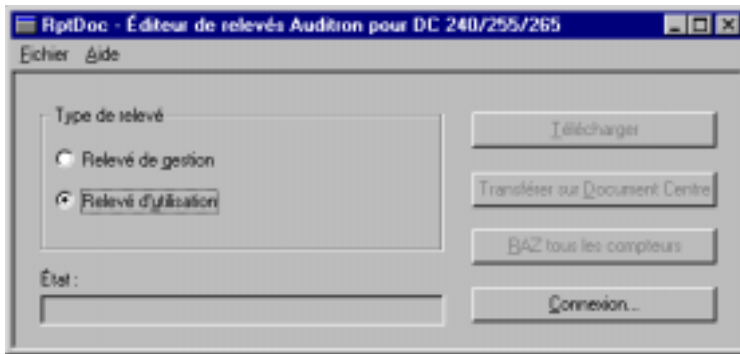 RptDoc - Éditeur de relevés Auditron pour DC 240/255/265
Fichier Aide
Type de relevé
Relevé de gestion
Relevé d'utilisation
Télécharger
Transférer sur Document Centre
RAZ tous les compteurs
État :
Connexion...